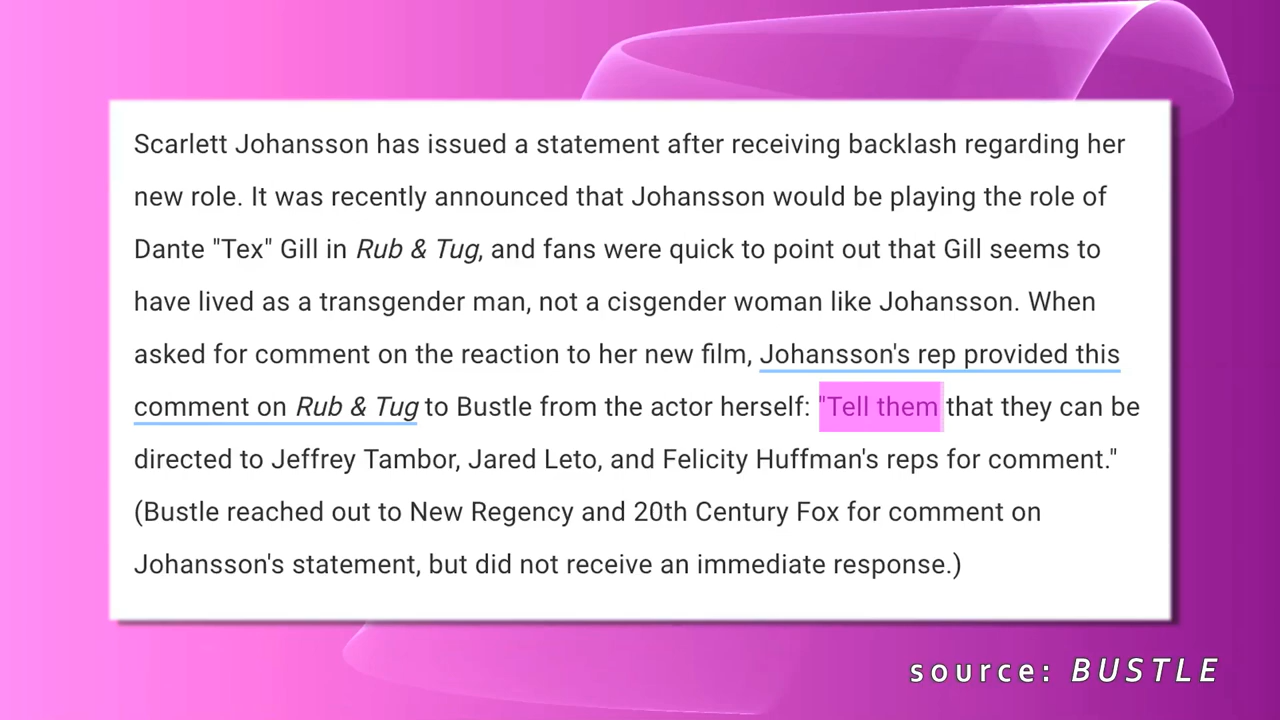 Scarlett Johansson has issued a statement after receiving backlash regarding her
new role. It was recently announced that Johansson would be playing the role of
Dante "Tex" Gill in Rub & Tug, and fans were quick to point out that Gill seems to
have lived as a transgender man, not a cisgender woman like Johansson. When
asked for comment on the reaction to her new film, Johansson's rep provided this
comment on Rub & Tug to Bustle from the actor herself: "Tell them that they can be
directed to Jeffrey Tambor, Jared Leto, and Felicity Huffman's reps for comment."
(Bustle reached out to New Regency and 20th Century Fox for comment on
Johansson's statement, but did not receive an immediate response.)
source: BUSTLE